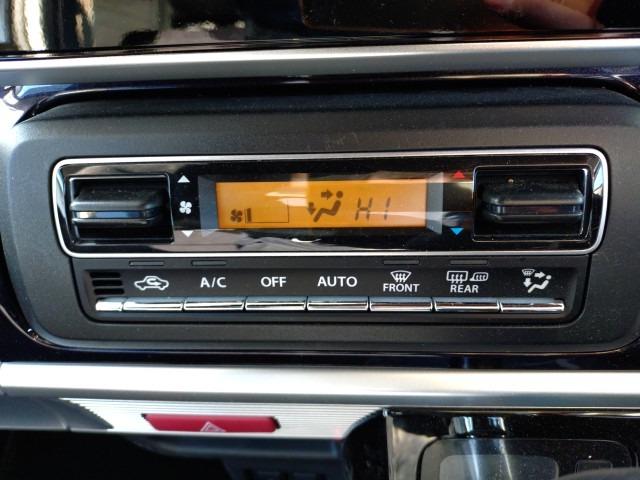 HI
A/C OFF AUTO FRONT REAR